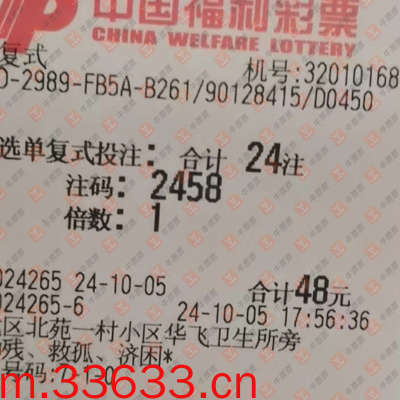 中国福利彩票
CHINA WELFARE LOTTERY
复式
机号:32010168
D-2989-FB5A-B261/90128415/D0450
选单复式投注: 合计 24注
注码: 2458
倍数: 1
024265 24-10-05 合计48元
024265-6 24-10-05 17:56:36
区北苑一村小区华飞卫生所旁
残、救孤、济困*
m.33633.cn